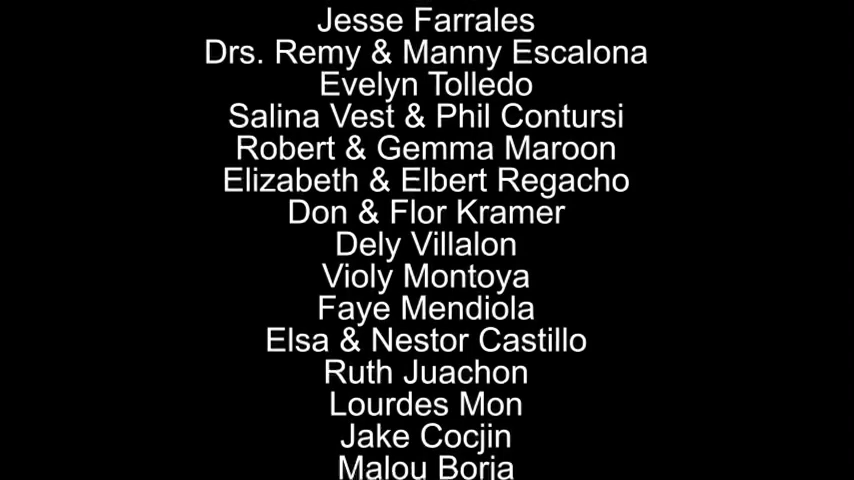 Jesse Farrales
Drs. Remy & Manny Escalona
Evelyn Tolledo
Salina Vest & Phil Contursi
Robert & Gemma Maroon
Elizabeth & Elbert Regacho
Don & Flor Kramer
Dely Villalon
Violy Montoya
Faye Mendiola
Elsa & Nestor Castillo
Ruth Juachon
Lourdes Mon
Jake Cocjin
Malou Borja